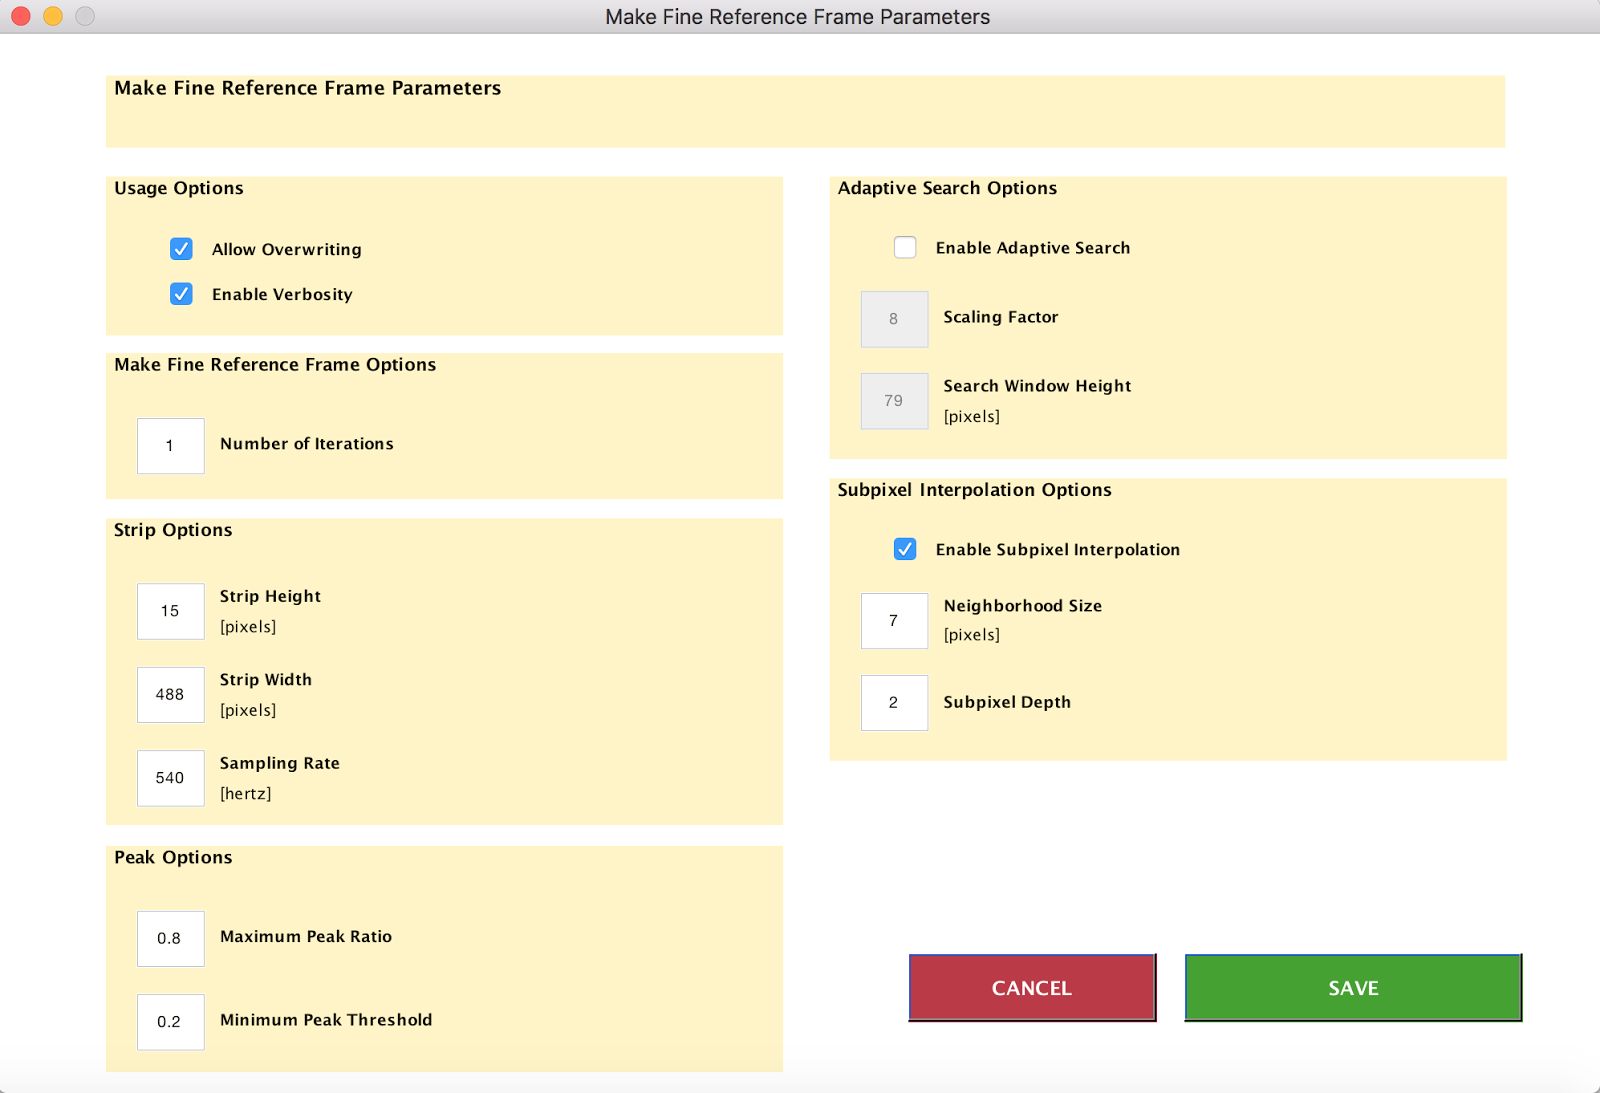 Make Fine Reference Frame Parameters
Make Fine Reference Frame Parameters
Usage Options
Allow Overwriting
Enable Verbosity
Make Fine Reference Frame Options
1
Number of Iterations
Strip Options
15
Strip Height
[pixels]
488
Strip Width
[pixels]
540
Sampling Rate
[hertz]
Peak Options
0.8
Maximum Peak Ratio
0.2
Minimum Peak Threshold
Adaptive Search Options
Enable Adaptive Search
8
Scaling Factor
79
Search Window Height
[pixels]
Subpixel Interpolation Options
Enable Subpixel Interpolation
7
Neighborhood Size
[pixels]
2
Subpixel Depth
CANCEL
SAVE